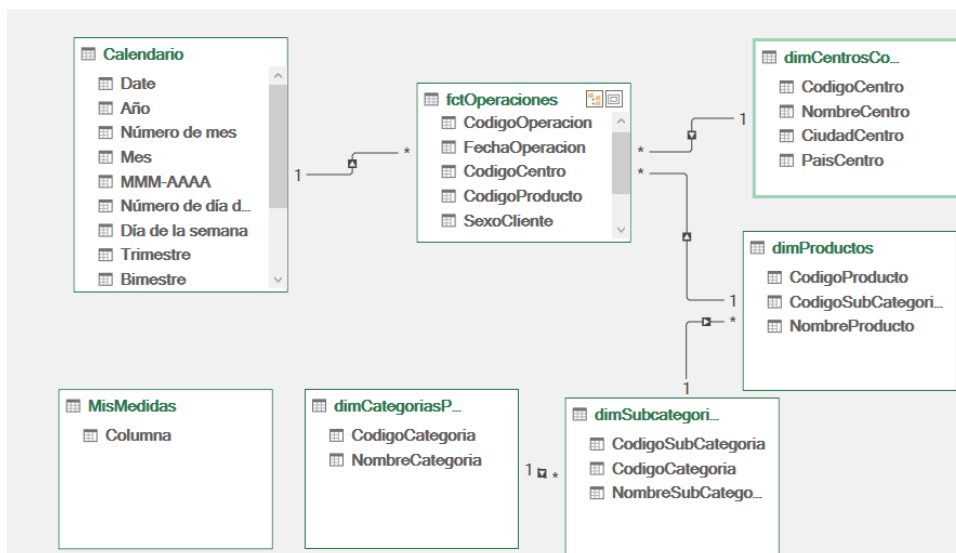 Calendario
Date
Año
Número de mes
Mes
MMM-AAAA
Número de día d...
Día de la semana
Trimestre
Bimestre
1
*
fctOperaciones
CodigoOperacion
FechaOperacion
CodigoCentro
CodigoProducto
SexoCliente
*
1
*
dimCentrosCo...
CodigoCentro
NombreCentro
CiudadCentro
PaisCentro
dimProductos
CodigoProducto
CodigoSubCategori...
NombreProducto
1
*
1
MisMedidas
Columna
dimCategoriasP...
CodigoCategoria
NombreCategoria
1
*
dimSubcategori...
CodigoSubCategoria
CodigoCategoria
NombreSubCatego...